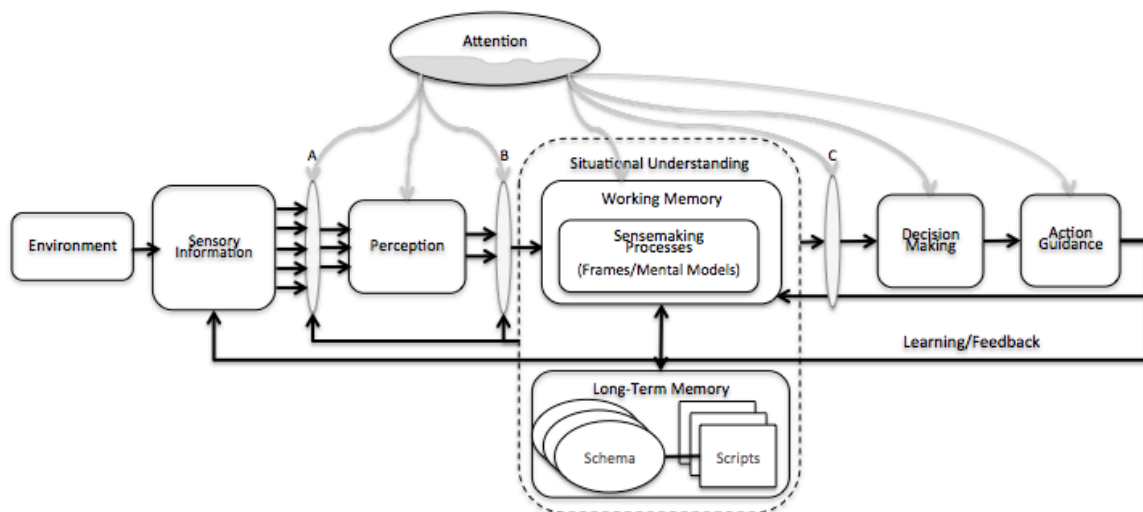 Attention
A
B
C
Situational Understanding
Environment
Sensory
Information
Perception
Working Memory
Sensemaking
Processes
(Frames/Mental Models)
Decision
Making
Action
Guidance
Learning/Feedback
Long-Term Memory
Schema
Scripts